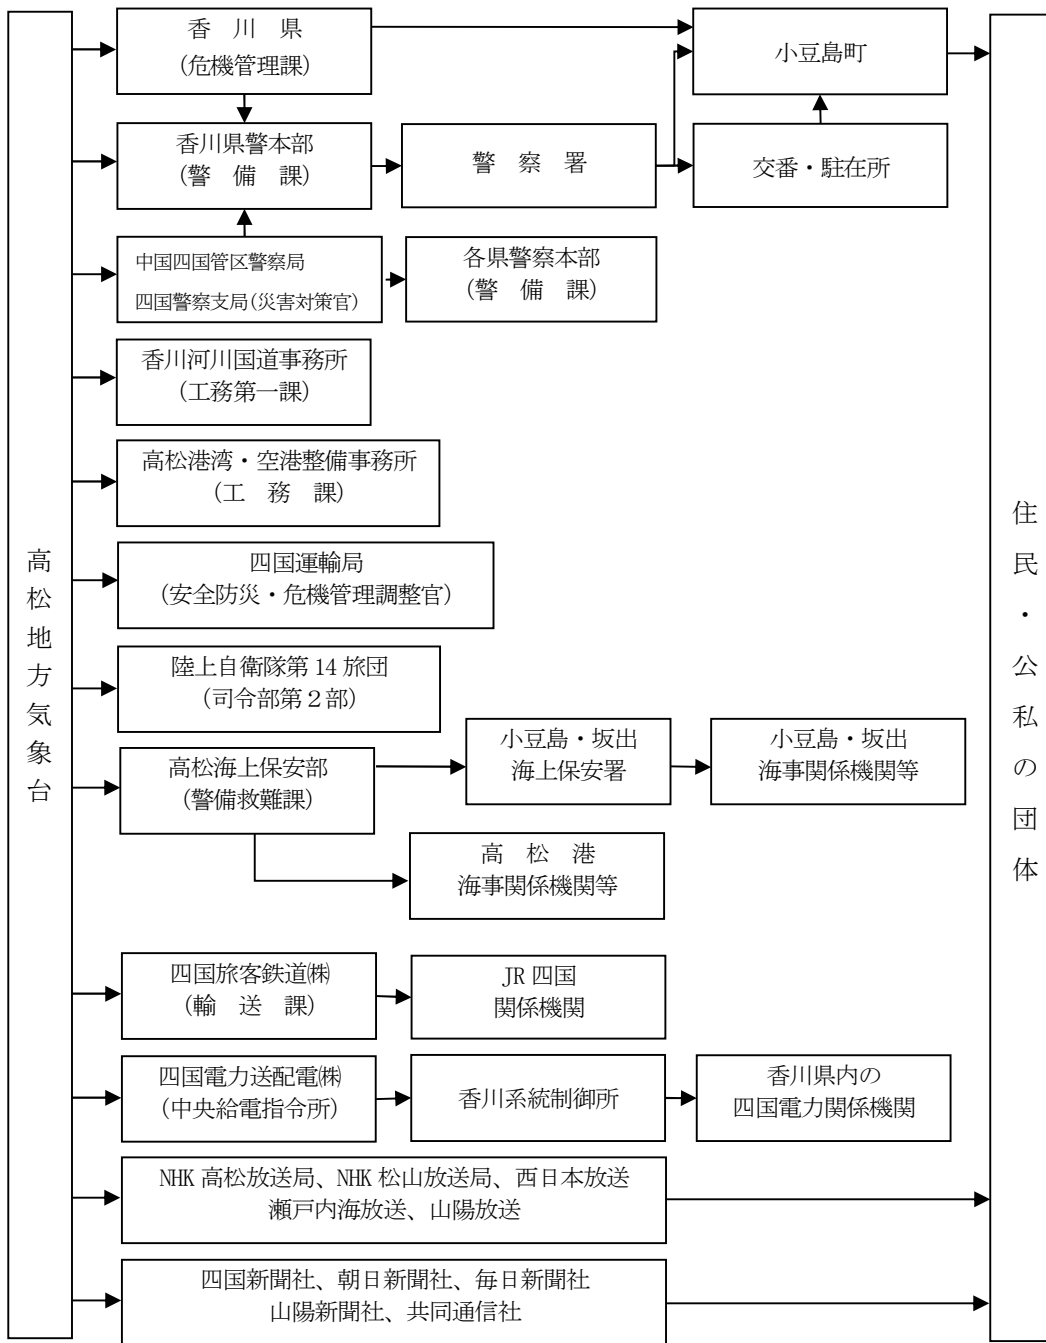 高松地方気象台
香　川　県
(危機管理課)
小豆島町
香川県警本部
(警　備　課)
警　察　署
交番・駐在所
中国四国管区警察局
四国警察支局(災害対策官)
各県警察本部
(警　備　課)
香川河川国道事務所
(工務第一課)
高松港湾・空港整備事務所
(工　務　課)
四国運輸局
(安全防災・危機管理調整官)
陸上自衛隊第 14 旅団
(司令部第２部)
高松海上保安部
(警備救難課)
小豆島・坂出
海上保安署
小豆島・坂出
海事関係機関等
高　松　港
海事関係機関等
四国旅客鉄道㈱
(輸　送　課)
JR 四国
関係機関
四国電力送配電㈱
(中央給電指令所)
香川系統制御所
香川県内の
四国電力関係機関
NHK 高松放送局、NHK 松山放送局、西日本放送
瀬戸内海放送、山陽放送
四国新聞社、朝日新聞社、毎日新聞社
山陽新聞社、共同通信社
住民・公私の団体